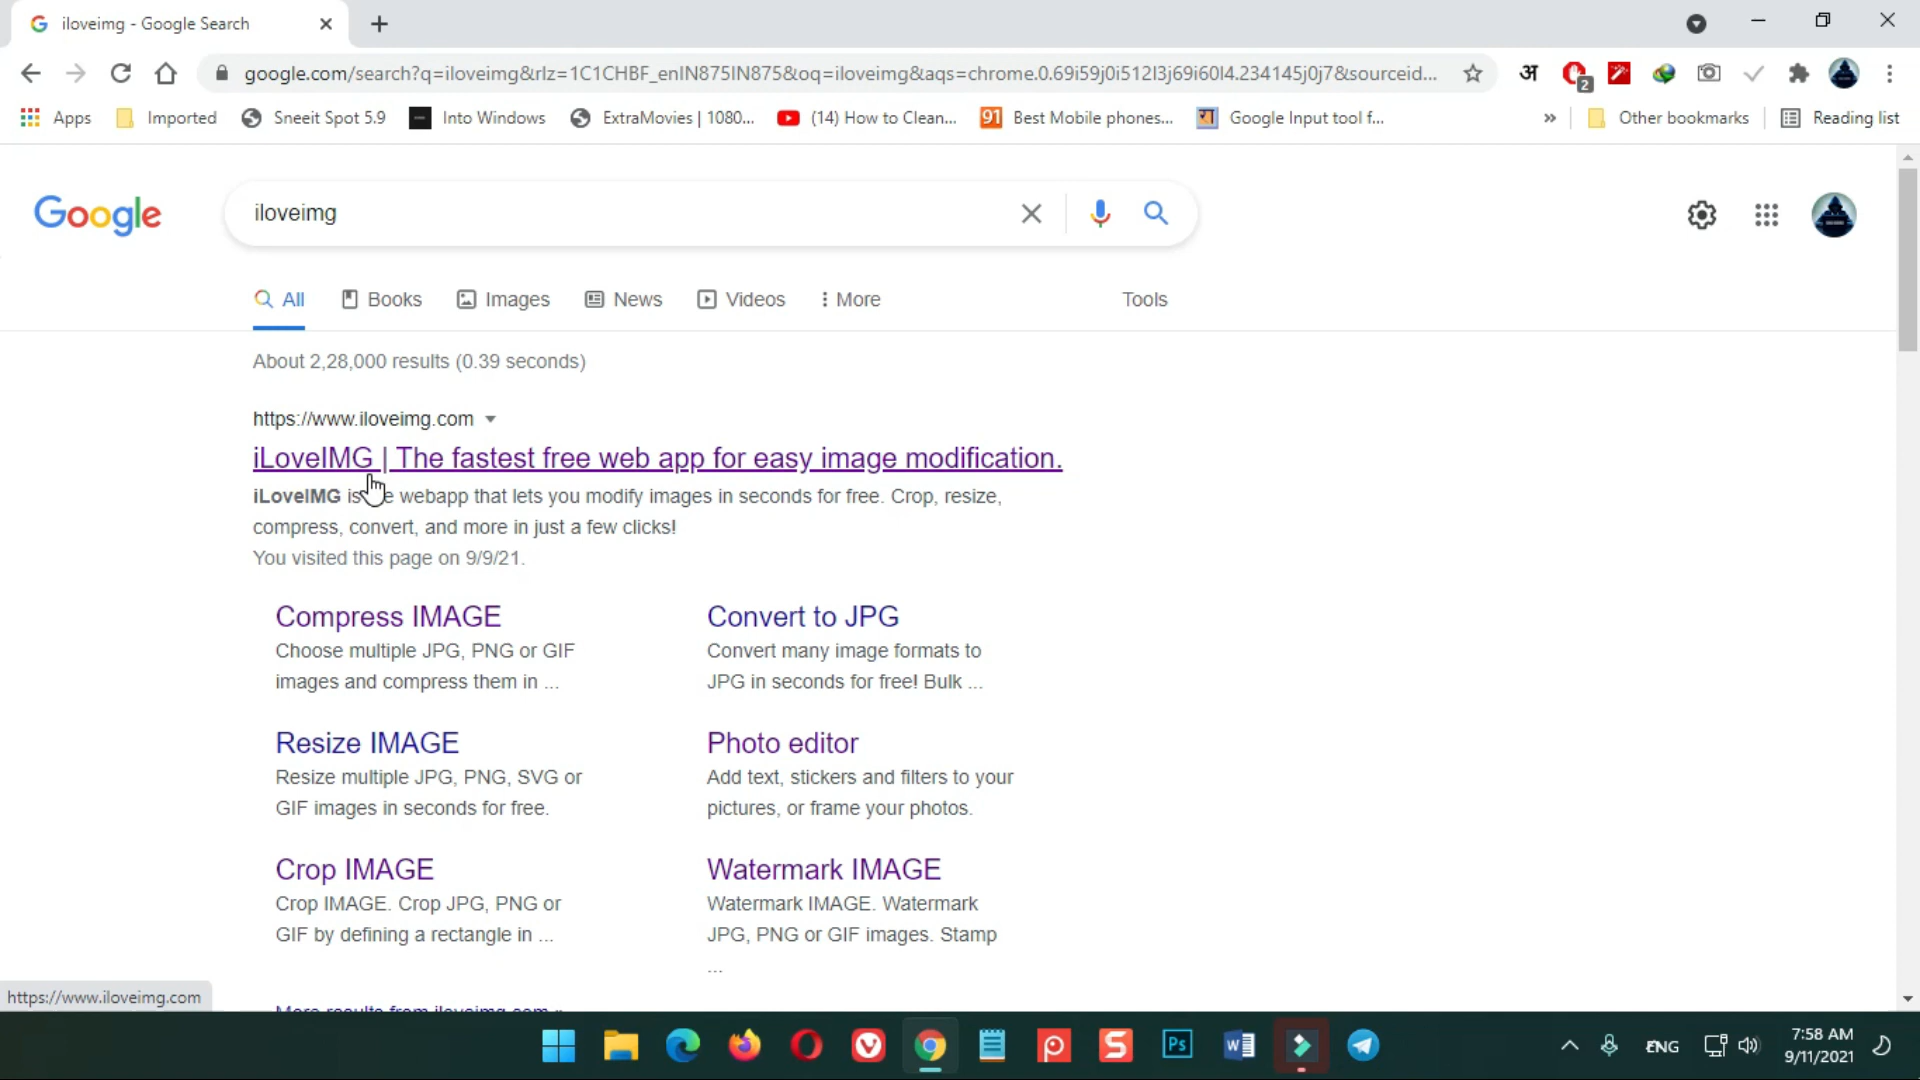 iloveimg - Google Search
google.com/search?q=iloveimg&rlz=1C1CHBF_enIN875IN875&oq=iloveimg&aqs=chrome.0.69i59j0i512l3j69i60l4.234145j0j7&sourceid...
अ
2
Apps
Imported
Sneeit Spot 5.9
Into Windows
ExtraMovies | 1080...
(14) How to Clean...
91
Best Mobile phones...
Google Input tool f...
»
Other bookmarks
Reading list
Google
iloveimg
All
Books
Images
News
Videos
More
Tools
About 2,28,000 results (0.39 seconds)
https://www.iloveimg.com
iLoveIMG | The fastest free web app for easy image modification.
iLoveIMG is webapp that lets you modify images in seconds for free. Crop, resize,
compress, convert, and more in just a few clicks!
You visited this page on 9/9/21.
Compress IMAGE
Choose multiple JPG, PNG or GIF
images and compress them in ...
Convert to JPG
Convert many image formats to
JPG in seconds for free! Bulk ...
Resize IMAGE
Resize multiple JPG, PNG, SVG or
GIF images in seconds for free.
Photo editor
Add text, stickers and filters to your
pictures, or frame your photos.
Crop IMAGE
Crop IMAGE. Crop JPG, PNG or
GIF by defining a rectangle in ...
Watermark IMAGE
Watermark IMAGE. Watermark
JPG, PNG or GIF images. Stamp
...
More results from iloveimg.com »
https://www.iloveimg.com
Ps
ENG
7:58 AM
9/11/2021